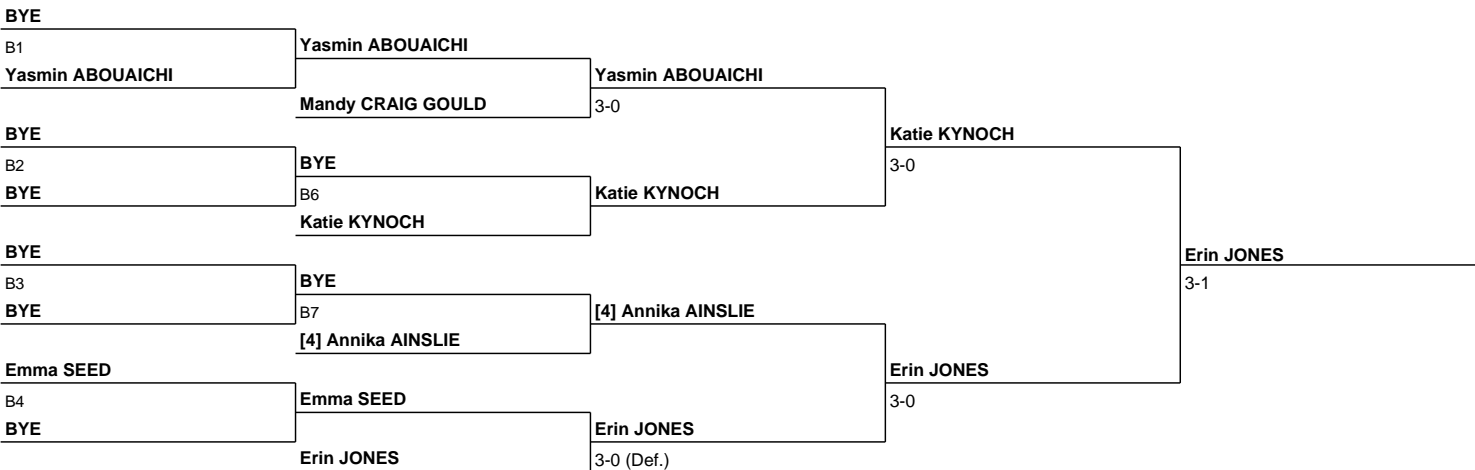 BYE
B1
Yasmin ABOUAICHI
Yasmin ABOUAICHI
Yasmin ABOUAICHI
Mandy CRAIG GOULD
3-0
BYE
Katie KYNOCH
B2
BYE
3-0
BYE
B6
Katie KYNOCH
Katie KYNOCH
BYE
Erin JONES
B3
BYE
3-1
BYE
B7
[4] Annika AINSLIE
[4] Annika AINSLIE
Emma SEED
Erin JONES
B4
Emma SEED
3-0
BYE
Erin JONES
Erin JONES
3-0 (Def.)